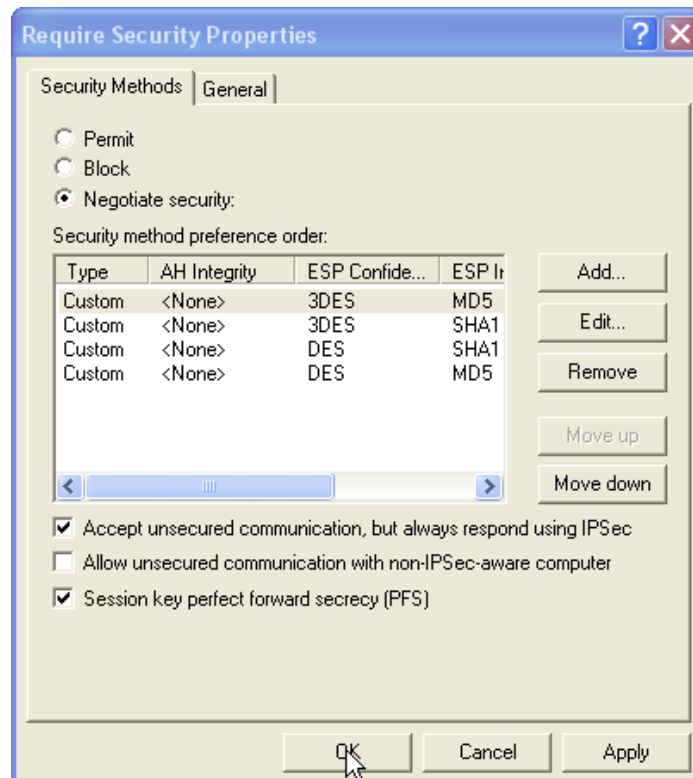 Require Security Properties
Security Methods General
Permit
Block
Negotiate security:
Security method preference order:
Type AH Integrity ESP Confide... ESP Ir
Custom <None> 3DES MD5
Custom <None> 3DES SHA1
Custom <None> DES SHA1
Custom <None> DES MD5
Add...
Edit...
Remove
Move up
Move down
Accept unsecured communication, but always respond using IPSec
Allow unsecured communication with non-IPSec-aware computer
Session key perfect forward secrecy (PFS)
OK Cancel Apply